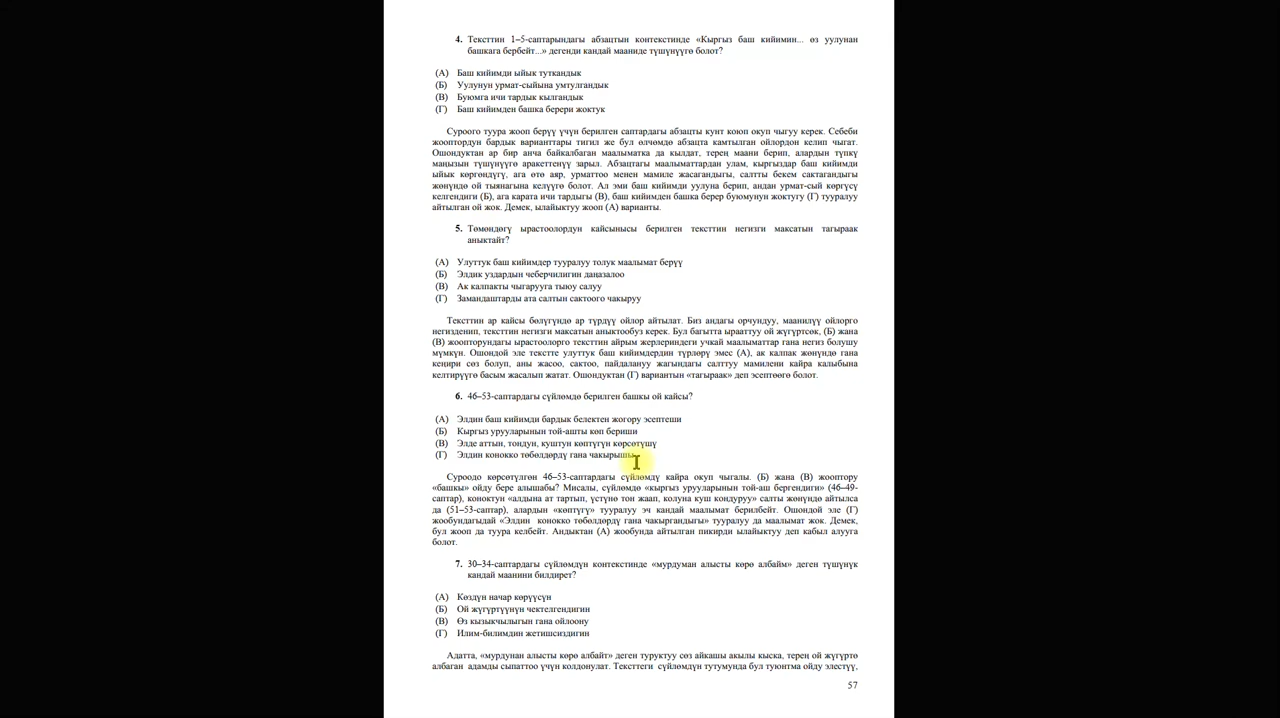 4. Тексттин 1–5-саптарындагы абзацтын контекстинде «Кыргыз баш кийимин... өз уулунан
башкага бербейт...» дегенди кандай мааниде түшүнүүгө болот?
(А) Баш кийимди ыйык туткандык
(Б) Уулунун урмат-сыйына умтулгандык
(В) Буюмга ичи тардык кылгандык
(Г) Баш кийимден башка берери жоктук
Суроого туура жооп берүү үчүн берилген саптардагы абзацты кунт коюп окуп чыгуу керек. Себеби
жооптордун бардык варианттары тигил же бул өлчөмдө абзацта камтылган ойлордон келип чыгат.
Ошондуктан ар бир анча байкалбаган маалыматка да кылдат, терең маани берип, алардын түпкү
маңызын түшүнүүгө аракеттенүү зарыл. Абзацтагы маалыматтардан улам, кыргыздар баш кийимди
ыйык көргөндүгү, ага өтө аяр, урматтоо менен мамиле жасагандыгы, салтты бекем сактагандыгы
жөнүндө ой тыянагына келүүгө болот. Ал эми баш кийимди уулуна берип, андан урмат-сый көргүсү
келгендиги (Б), ага карата ичи тардыгы (В), баш кийимден башка берер буюмунун жоктугу (Г) тууралуу
айтылган ой жок. Демек, ылайыктуу жооп (А) варианты.
5. Төмөндөгү ырастоолордун кайсынысы берилген тексттин негизги максатын тагыраак
аныктайт?
(А) Улуттук баш кийимдер тууралуу толук маалымат берүү
(Б) Элдик уздардын чеберчилигин даңазалоо
(В) Ак калпакты чыгарууга тыюу салуу
(Г) Замандаштарды ата салтын сактоого чакыруу
Тексттин ар кайсы бөлүгүндө ар түрдүү ойлор айтылат. Биз андагы орчундуу, маанилүү ойлорго
негизденип, тексттин негизги максатын аныктообуз керек. Бул багытта ырааттуу ой жүгүртсөк, (Б) жана
(В) жоопторундагы ырастоолорго тексттин айрым жерлериндеги учкай маалыматтар гана негиз болушу
мүмкүн. Ошондой эле текстте улуттук баш кийимдердин түрлөрү эмес (А), ак калпак жөнүндө гана
кеңири сөз болуп, аны жасоо, сактоо, пайдалануу жагындагы салттуу мамилени кайра калыбына
келтирүүгө басым жасалып жатат. Ошондуктан (Г) вариантын «тагыраак» деп эсептөөгө болот.
6. 46–53-саптардагы сүйлөмдө берилген башкы ой кайсы?
(А) Элдин баш кийимди бардык белектен жогору эсептеши
(Б) Кыргыз урууларынын той-ашты көп бериши
(В) Элде аттын, тондун, куштун көптүгүн көрсөтүшү
(Г) Элдин конокко төбөлдөрдү гана чакырышы
Суроодо көрсөтүлгөн 46–53-саптардагы сүйлөмдү кайра окуп чыгалы. (Б) жана (В) жооптору
«башкы» ойду бере алышабы? Мисалы, сүйлөмдө «кыргыз урууларынын той-аш бергендиги» (46–49-
саптар), коноктун «алдына ат тартып, үстүнө тон жаап, колуна куш кондуруу» салты жөнүндө айтылса
да (51–53-саптар), алардын «көптүгү» тууралуу эч кандай маалымат берилбейт. Ошондой эле (Г)
жообундагыдай «Элдин конокко төбөлдөрдү гана чакыргандыгы» тууралуу да маалымат жок. Демек,
бул жооп да туура келбейт. Андыктан (А) жообунда айтылган пикирди ылайыктуу деп кабыл алууга
болот.
7. 30–34-саптардагы сүйлөмдүн контекстинде «мурдуман алысты көрө албайм» деген түшүнүк
кандай маанини билдирет?
(А) Көздүн начар көрүүсүн
(Б) Ой жүгүртүүнүн чектелгендигин
(В) Өз кызыкчылыгын гана ойлоону
(Г) Илим-билимдин жетишсиздигин
Адатта, «мурдунан алысты көрө албайт» деген туруктуу сөз айкашы акылы кыска, терең ой жүгүртө
албаган адамды сыпаттоо үчүн колдонулат. Тексттеги сүйлөмдүн тутумунда бул туюнтма ойду элестүү,
57